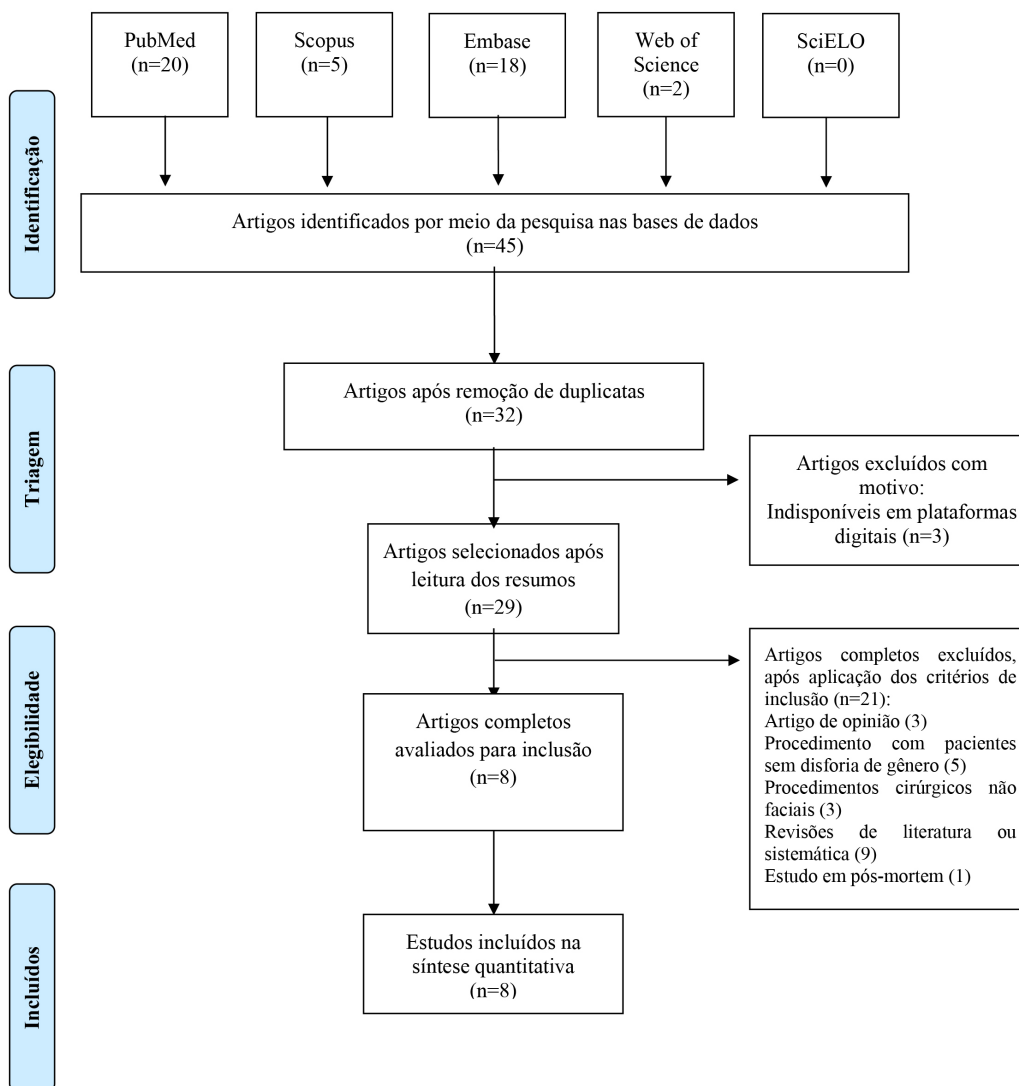 PubMed
(n=20)
Scopus
(n=5)
Embase
(n=18)
Web of
Science
(n=2)
SciELO
(n=0)
Identificação
Artigos identificados por meio da pesquisa nas bases de dados
(n=45)
Triagem
Artigos após remoção de duplicatas
(n=32)
Artigos excluídos com
motivo:
Indisponíveis em plataformas
digitais (n=3)
Artigos selecionados após
leitura dos resumos
(n=29)
Elegibilidade
Artigos completos excluídos,
após aplicação dos critérios de
inclusão (n=21):
Artigo de opinião (3)
Procedimento com pacientes
sem disforia de gênero (5)
Procedimentos cirúrgicos não
faciais (3)
Revisões de literatura ou
sistemática (9)
Estudo em pós-mortem (1)
Artigos completos
avaliados para inclusão
(n=8)
Incluídos
Estudos incluídos na
síntese quantitativa
(n=8)